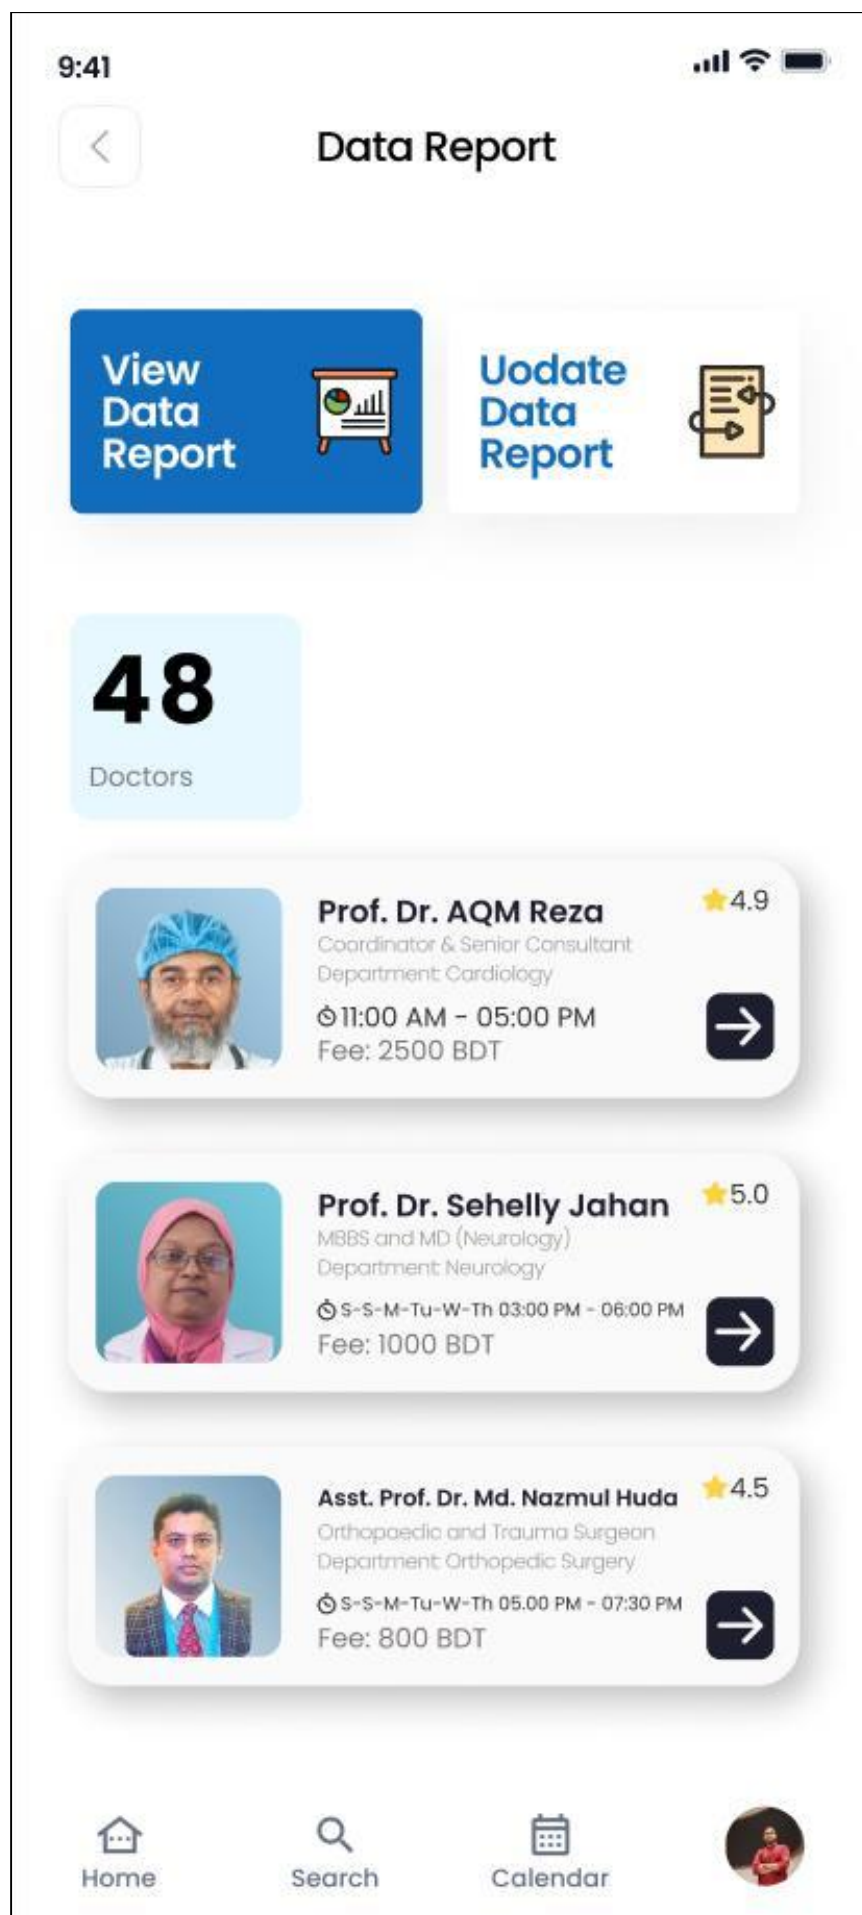 9:41
Data Report
View
Data
Report
Uodate
Data
Report
48
Doctors
Prof. Dr. AQM Reza
4.9
Coordinator & Senior Consultant
Department: Cardiology
11:00 AM - 05:00 PM
Fee: 2500 BDT
Prof. Dr. Sehelly Jahan
5.0
MBBS and MD (Neurology)
Department: Neurology
S-S-M-Tu-W-Th 03:00 PM - 06:00 PM
Fee: 1000 BDT
Asst. Prof. Dr. Md. Nazmul Huda
4.5
Orthopaedic and Trauma Surgeon
Department: Orthopedic Surgery
S-S-M-Tu-W-Th 05.00 PM - 07:30 PM
Fee: 800 BDT
Home
Search
Calendar